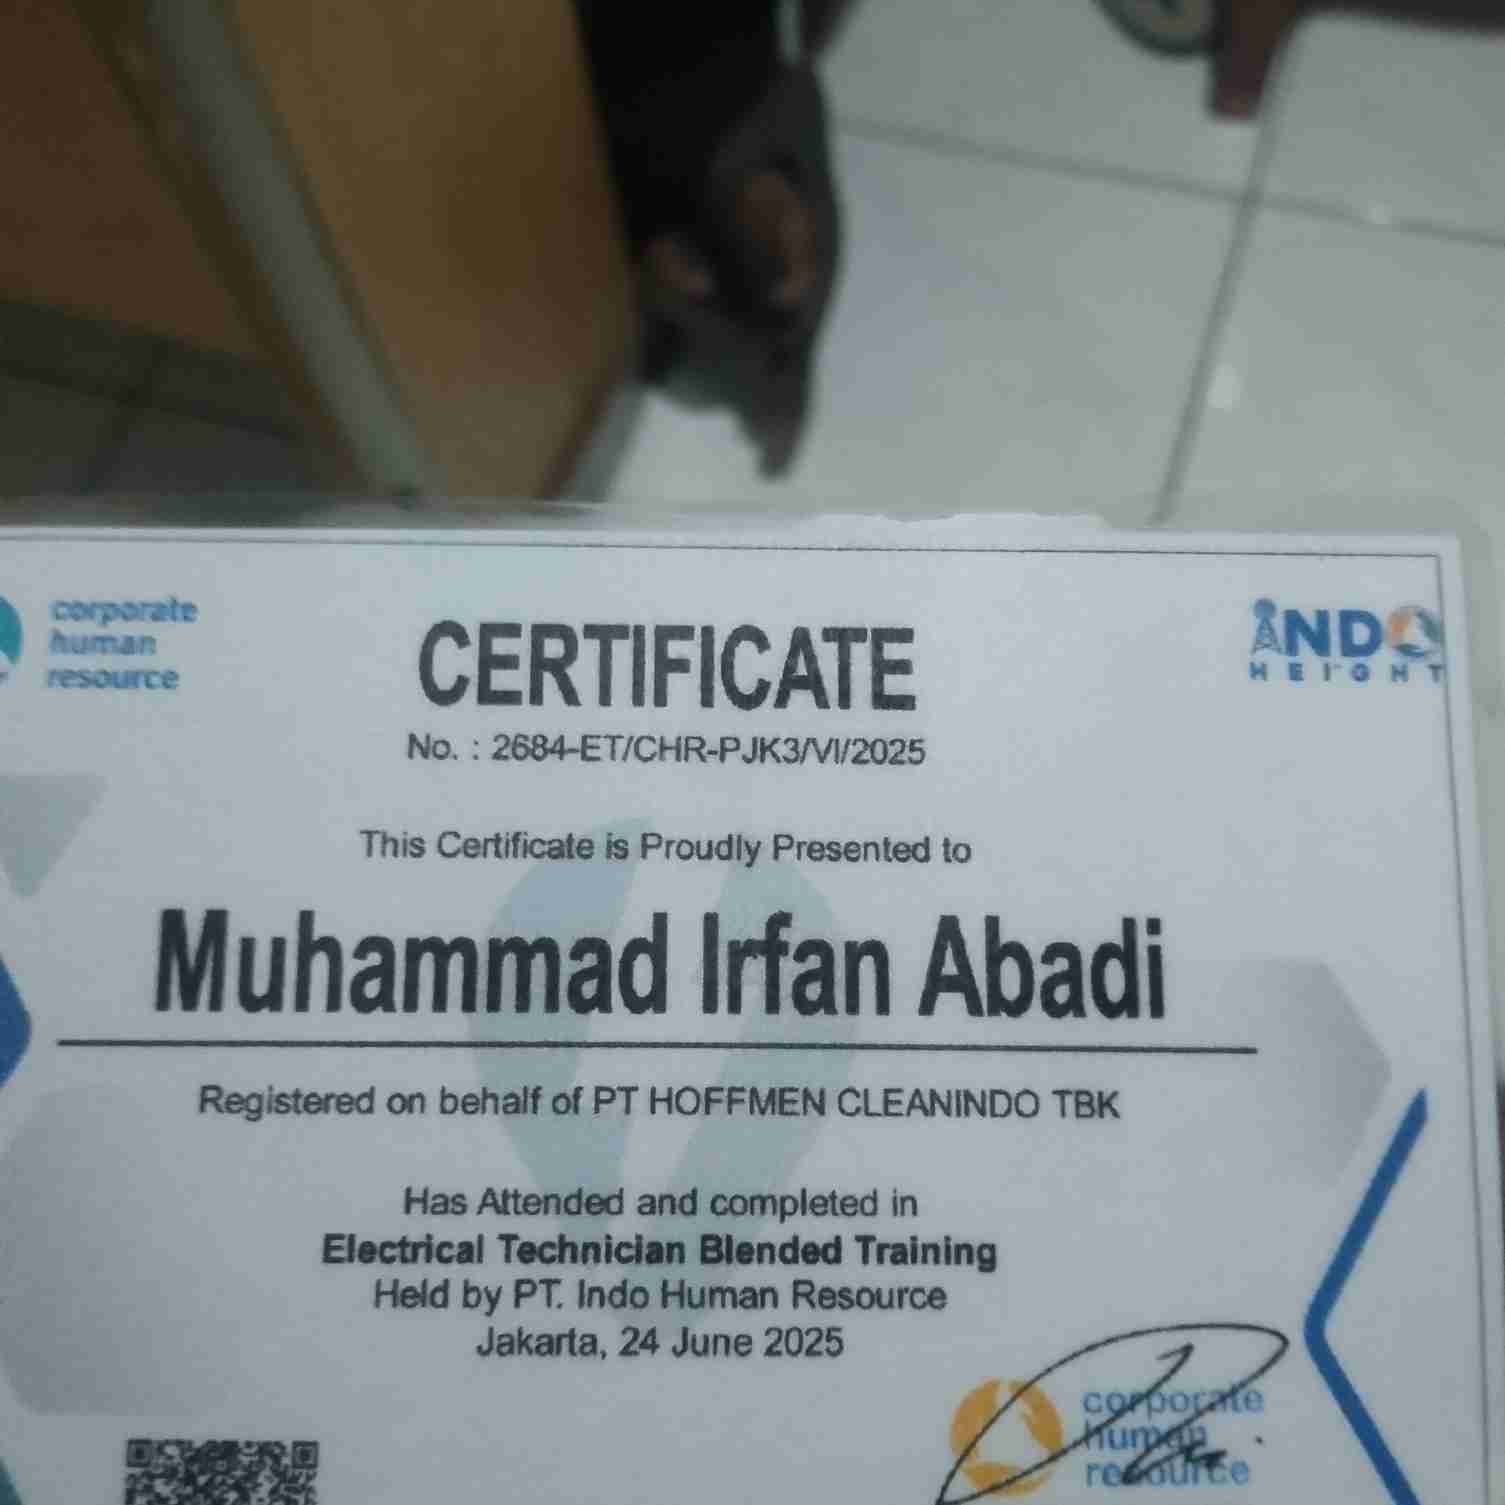 corporate
human
resource
INDO
HEIGHT
CERTIFICATE
No. : 2684-ET/CHR-PJK3/VI/2025
This Certificate is Proudly Presented to
Muhammad Irfan Abadi
Registered on behalf of PT HOFFMEN CLEANINDO TBK
Has Attended and completed in
Electrical Technician Blended Training
Held by PT. Indo Human Resource
Jakarta, 24 June 2025
corporate
human
resource